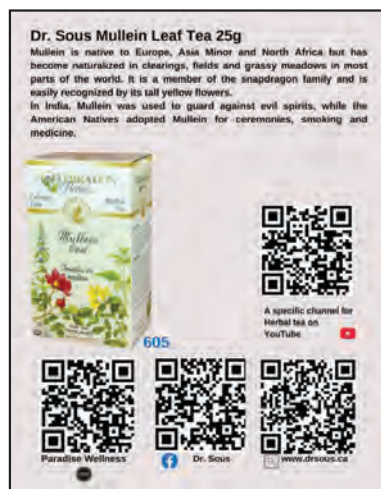 Dr. Sous Mullein Leaf Tea 25g
Mullein is native to Europe, Asia Minor and North Africa but has
become naturalized in clearings, fields and grassy meadows in most
parts of the world. It is a member of the snapdragon family and is
easily recognized by its tall yellow flowers.
In India, Mullein was used to guard against evil spirits, while the
American Natives adopted Mullein for ceremonies, smoking and
medicine.
Mullein
Leaf
605
A specific channel for
Herbal tea on
YouTube
Paradise Wellness
Dr. Sous
www.drsous.ca